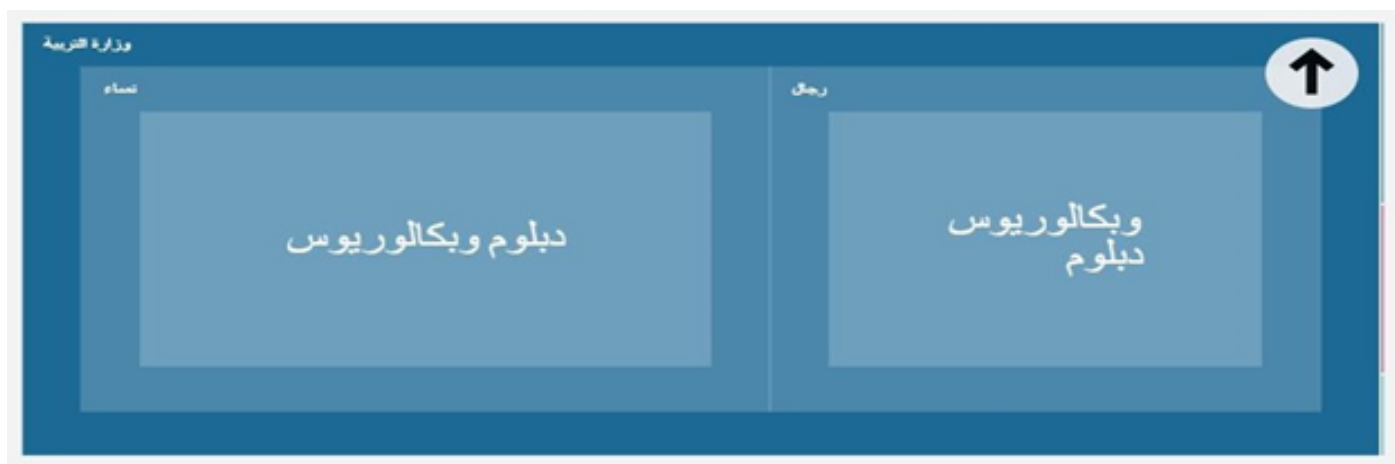 وزارة التربية
رجال
نساء
وبكالوريوس
دبلوم
دبلوم وبكالوريوس